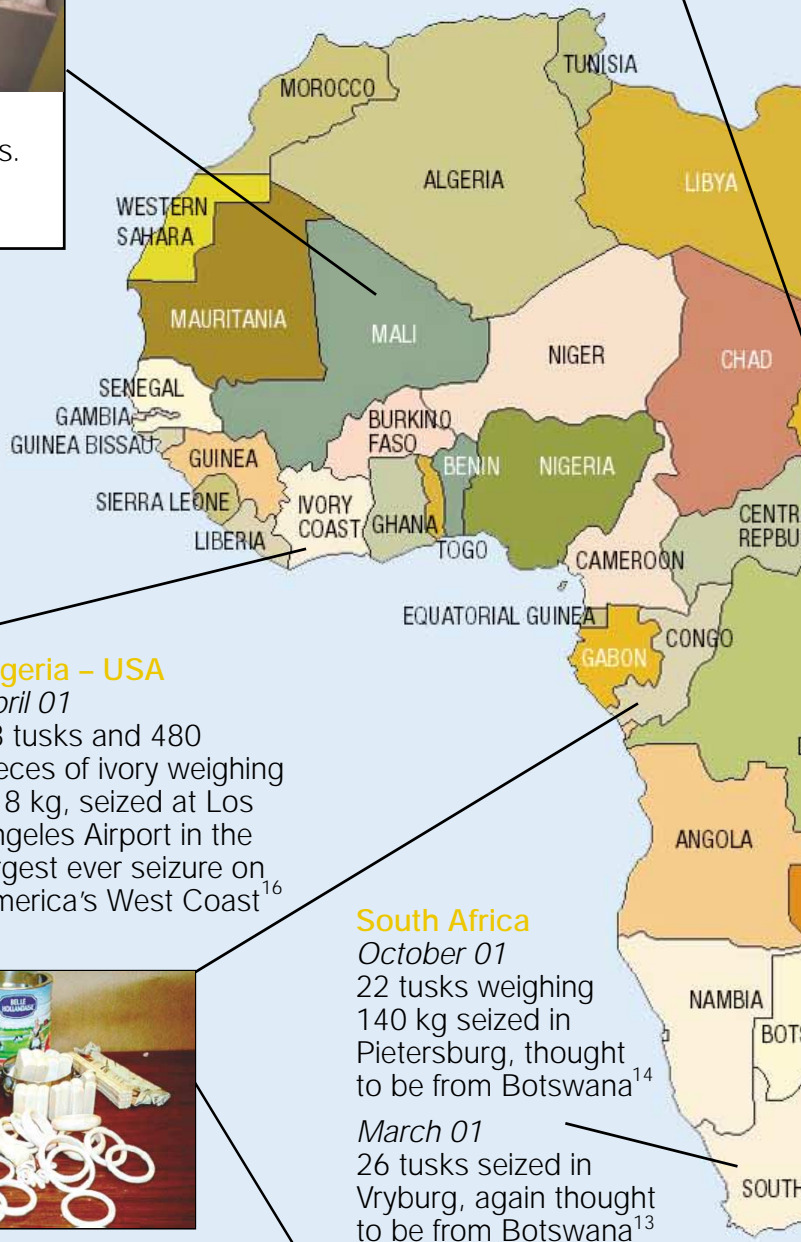 s.
MOROCCO
TUNISIA
ALGERIA
LIBYA
WESTERN
SAHARA
MAURITANIA
MALI
NIGER
CHAD
SENEGAL
GAMBIA
GUINEA BISSAU
BURKINO
FASO
GUINEA
BENIN
NIGERIA
SIERRA LEONE
IVORY
COAST
GHANA
CENTR
REPBU
LIBERIA
TOGO
CAMEROON
EQUATORIAL GUINEA
CONGO
GABON
geria – USA
pril 01
3 tusks and 480
eces of ivory weighing
18 kg, seized at Los
ngeles Airport in the
rgest ever seizure on
merica's West Coast16
ANGOLA
South Africa
October 01
22 tusks weighing
140 kg seized in
Pietersburg, thought
to be from Botswana14
March 01
26 tusks seized in
Vryburg, again thought
to be from Botswana13
NAMBIA
BOTS
SOUTH
BELLE
HOLLANDAISE